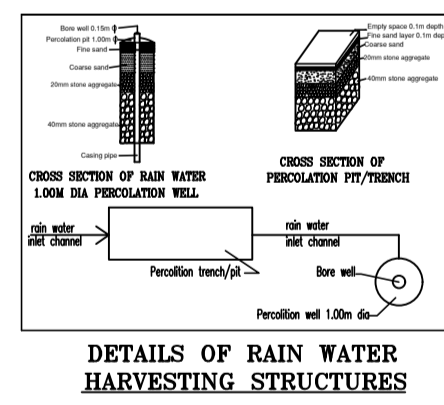 Bore well 0.15m ф
Percolation pit 1.00m ф
Fine sand
Coarse sand
20mm stone aggregate
40mm stone aggregate
Casing pipe
CROSS SECTION OF RAIN WATER
1.00M DIA PERCOLATION WELL
Empty space 0.1m depth
Fine sand layer 0.1m dep
Coarse sand
20mm stone aggregate
40mm stone aggregate
CROSS SECTION OF
PERCOLATION PIT/TRENCH
rain water
inlet channel
Percolition trench/pit
rain water
inlet channel
Bore well
Percolition well 1.00m dia
DETAILS OF RAIN WATER
HARVESTING STRUCTURES